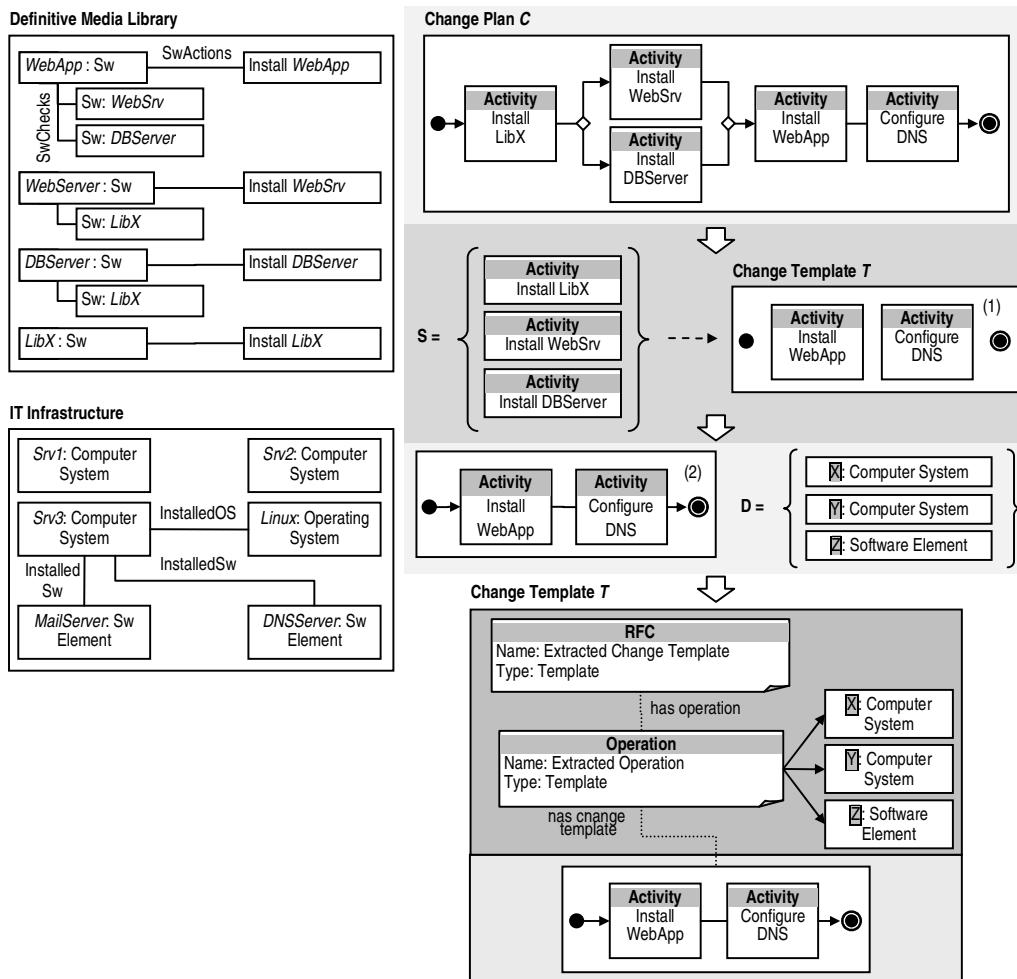 Definitive Media Library
WebApp : Sw
SwActions
Install WebApp
SwChecks
Sw: WebSrv
Sw: DBServer
WebServer : Sw
Install WebSrv
Sw: LibX
DBServer : Sw
Install DBServer
Sw: LibX
LibX : Sw
Install LibX
IT Infrastructure
Srv1: Computer
System
Srv2: Computer
System
Srv3: Computer
System
InstalledOS
Linux: Operating
System
Installed
Sw
InstalledSw
MailServer: Sw
Element
DNSServer: Sw
Element
Change Plan C
Activity
Install
LibX
Activity
Install
WebSrv
Activity
Install
DBServer
Activity
Install
WebApp
Activity
Configure
DNS
S =
Activity
Install LibX
Activity
Install WebSrv
Activity
Install DBServer
Change Template T
(1)
Activity
Install
WebApp
Activity
Configure
DNS
(2)
Activity
Install
WebApp
Activity
Configure
DNS
D =
X: Computer System
Y: Computer System
Z: Software Element
Change Template T
RFC
Name: Extracted Change Template
Type: Template
has operation
Operation
Name: Extracted Operation
Type: Template
X: Computer
System
Y: Computer
System
Z: Software
Element
nas change
template
Activity
Install
WebApp
Activity
Configure
DNS